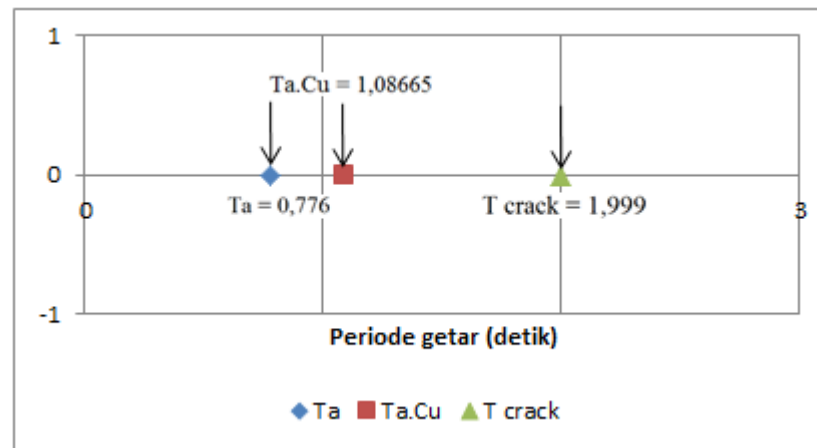 1
Ta.Cu = 1,08665
0
0
Ta = 0,776
T crack = 1,999
3
-1
Periode getar (detik)
Ta Ta.Cu T crack